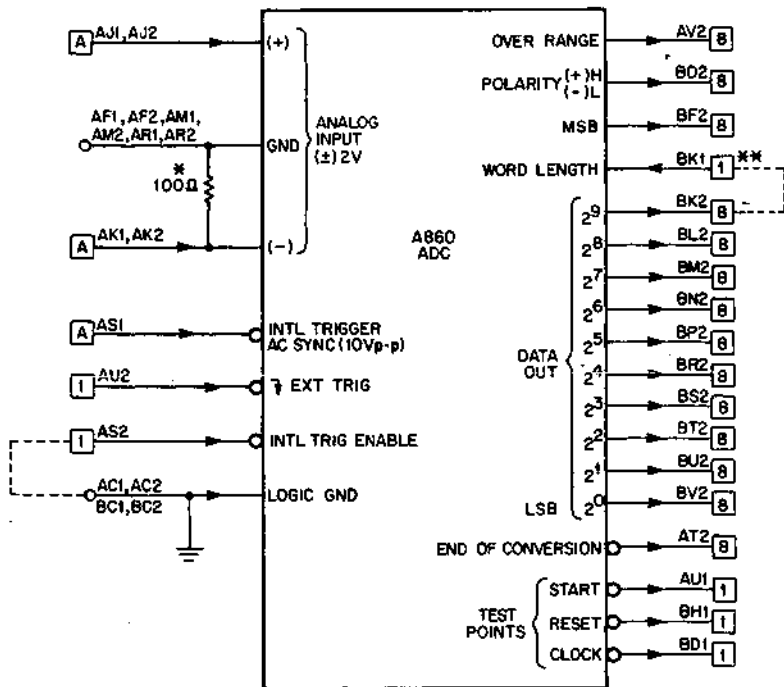 A
AJ1, AJ2
(+)
AF1, AF2, AM1,
AM2, AR1, AR2
GND
*
100Ω
A
AK1, AK2
(-)
ANALOG
INPUT
(±)2V
A
AS1
INTL TRIGGER
AC SYNC (10Vp-p)
1
AU2
EXT TRIG
1
AS2
INTL TRIG ENABLE
AC1, AC2
BC1, BC2
LOGIC GND
A860
ADC
OVER RANGE
AV2
8
POLARITY (+)H
(-)L
BD2
8
MSB
BF2
8
WORD LENGTH
BK1
1
**
DATA
OUT
2⁹
BK2
8
2⁸
BL2
8
2⁷
BM2
8
2⁶
BN2
8
2⁵
BP2
8
2⁴
BR2
8
2³
BS2
8
2²
BT2
8
2¹
BU2
8
LSB
2⁰
BV2
8
END OF CONVERSION
AT2
8
TEST
POINTS
START
AU1
1
RESET
BH1
1
CLOCK
BD1
1